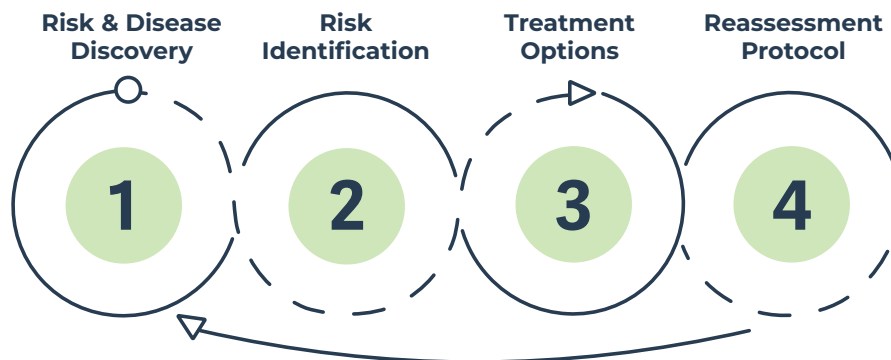 Risk & Disease
Discovery
Risk
Identification
Treatment
Options
Reassessment
Protocol
1
2
3
4